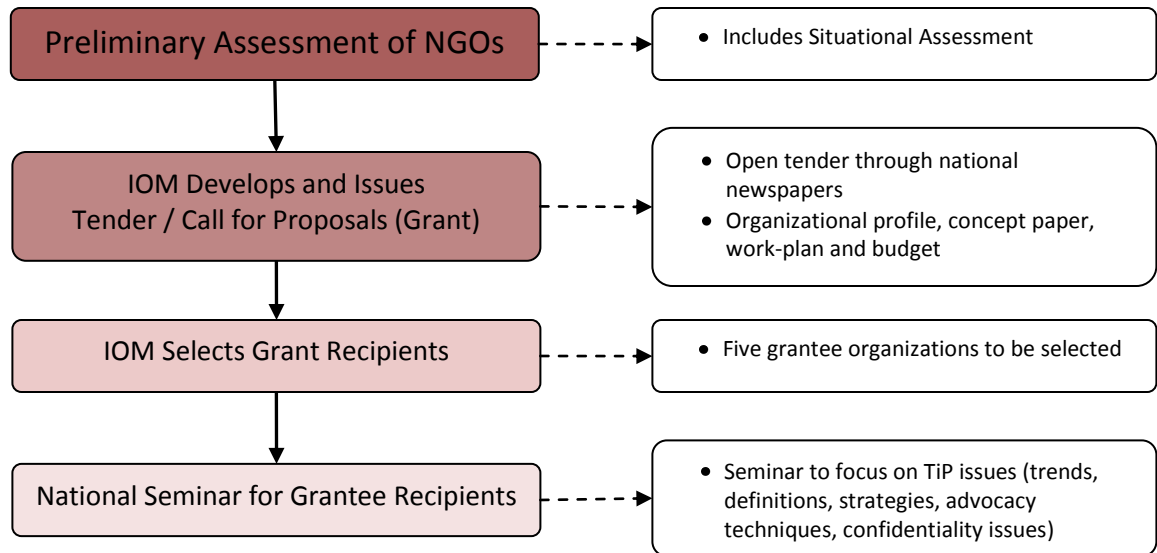 Preliminary Assessment of NGOs
• Includes Situational Assessment
IOM Develops and Issues
Tender / Call for Proposals (Grant)
• Open tender through national
newspapers
• Organizational profile, concept paper,
work-plan and budget
IOM Selects Grant Recipients
• Five grantee organizations to be selected
National Seminar for Grantee Recipients
• Seminar to focus on TiP issues (trends,
definitions, strategies, advocacy
techniques, confidentiality issues)